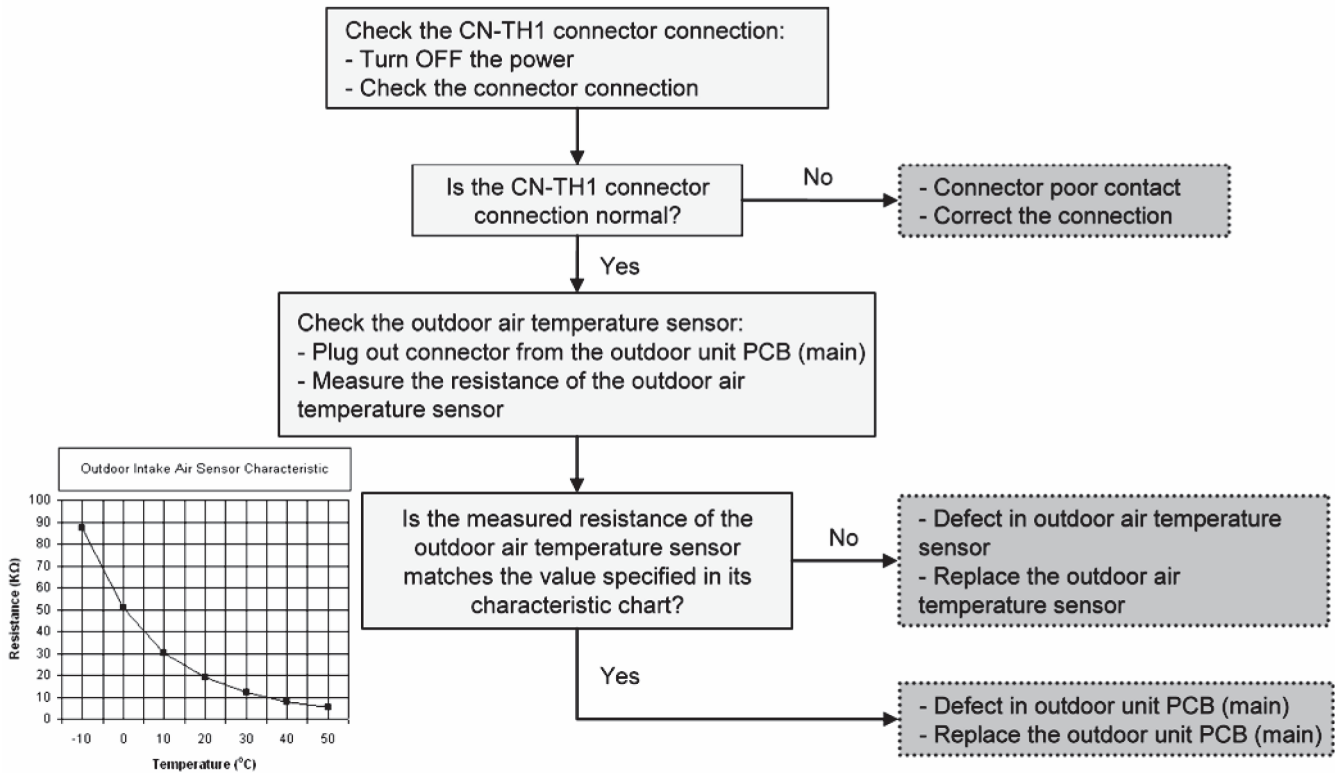 Check the CN-TH1 connector connection:
- Turn OFF the power
- Check the connector connection
Is the CN-TH1 connector
connection normal?
No
- Connector poor contact
- Correct the connection
Yes
Check the outdoor air temperature sensor:
- Plug out connector from the outdoor unit PCB (main)
- Measure the resistance of the outdoor air
temperature sensor
Outdoor Intake Air Sensor Characteristic
Resistance (KΩ)
100
90
80
70
60
50
40
30
20
10
0
-10 0 10 20 30 40 50
Temperature (°C)
Is the measured resistance of the
outdoor air temperature sensor
matches the value specified in its
characteristic chart?
No
- Defect in outdoor air temperature
sensor
- Replace the outdoor air
temperature sensor
Yes
- Defect in outdoor unit PCB (main)
- Replace the outdoor unit PCB (main)